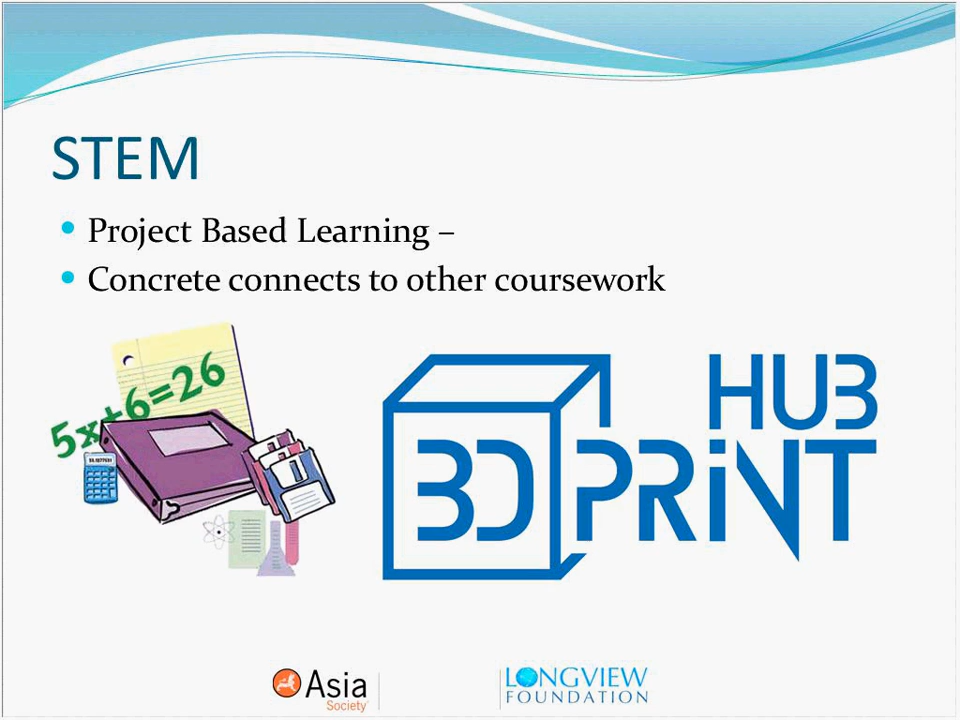 STEM
Project Based Learning –
Concrete connects to other coursework
5x+6=26
HUB
3D PRINT
Asia
Society
LONGVIEW
FOUNDATION